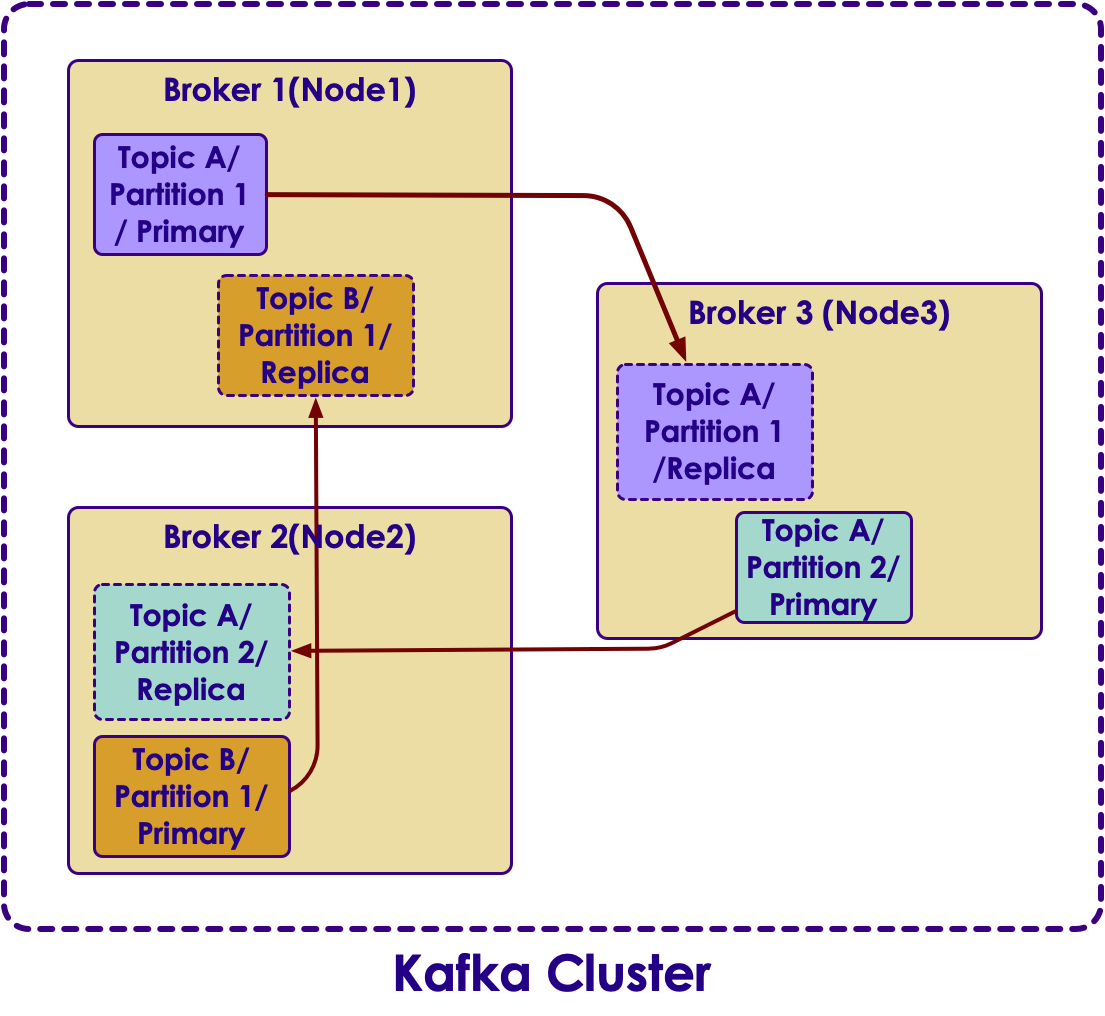 Broker 1(Node1)
Topic A/
Partition 1
/ Primary
Topic B/
Partition 1/
Replica
Broker 3 (Node3)
Topic A/
Partition 1
/Replica
Topic A/
Partition 2/
Primary
Broker 2(Node2)
Topic A/
Partition 2/
Replica
Topic B/
Partition 1/
Primary
Kafka Cluster